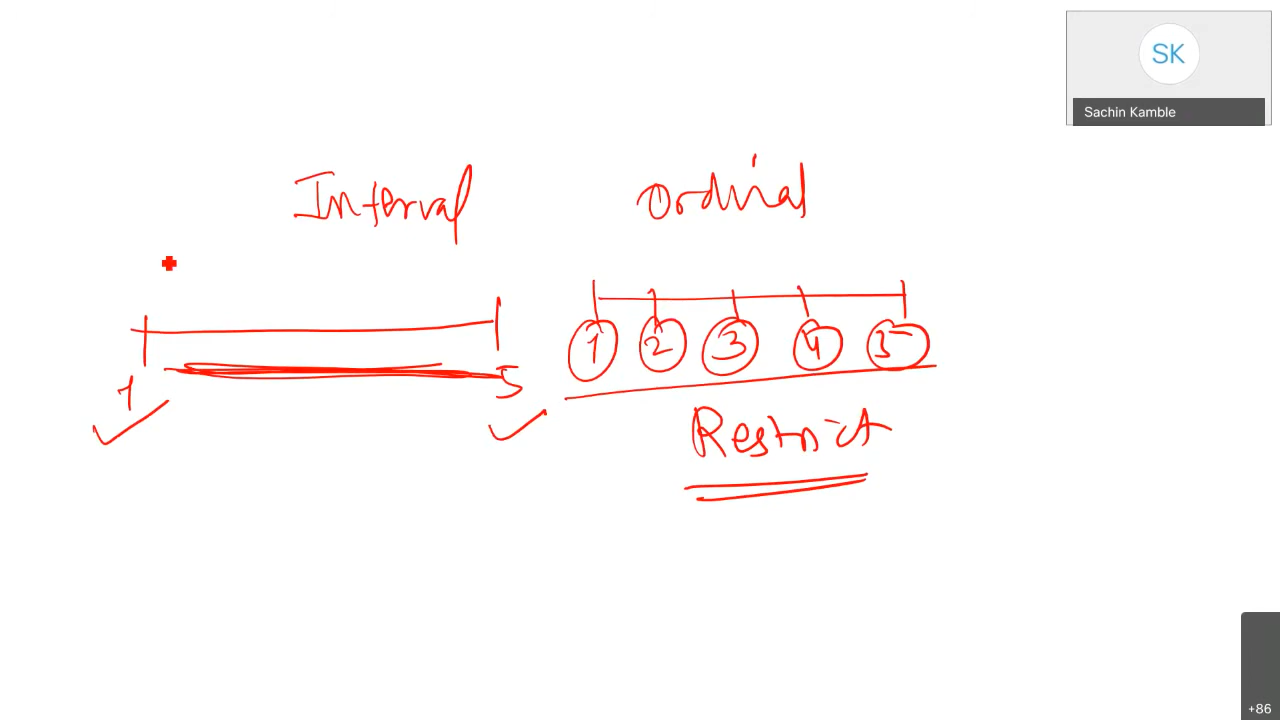 SK
Sachin Kamble
Interval ordinal
1 5
1 2 3 4 5
Restrict
+86